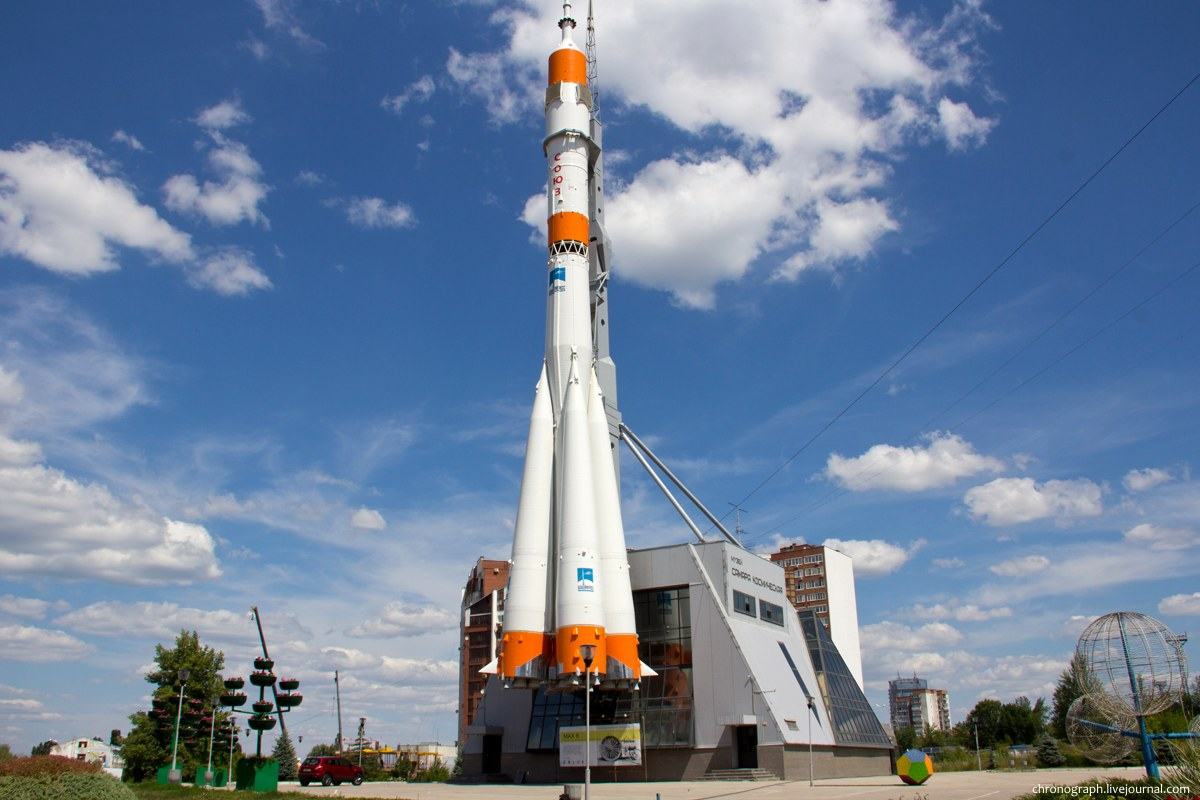 СОЮЗ
МУЗЕЙ
САМАРА КОСМИЧЕСКАЯ
chronograph.livejournal.com